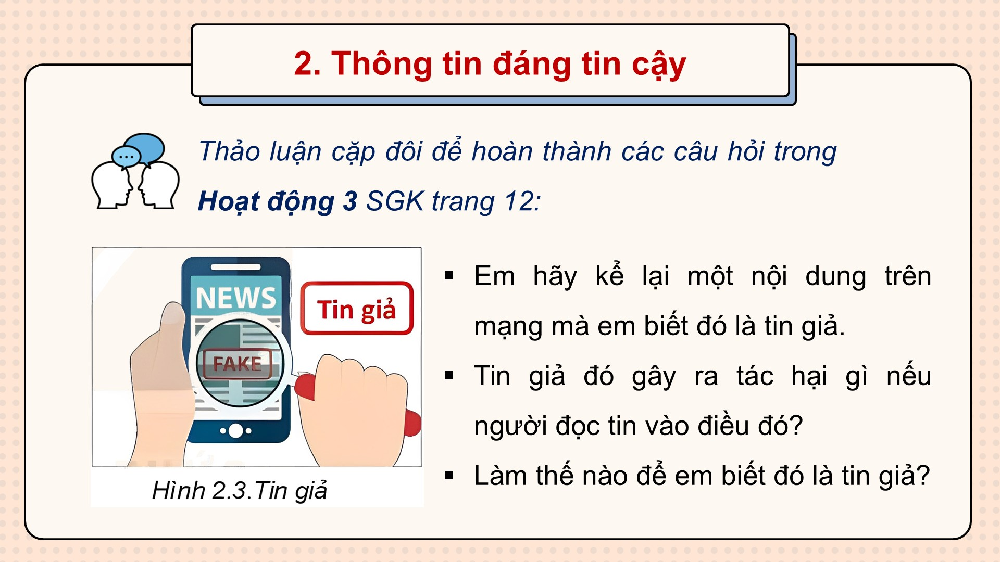 2. Thông tin đáng tin cậy
Thảo luận cặp đôi để hoàn thành các câu hỏi trong
Hoạt động 3 SGK trang 12:
NEWS
Tin giả
FAKE
Hình 2.3.Tin giả
▪ Em hãy kể lại một nội dung trên
mạng mà em biết đó là tin giả.
▪ Tin giả đó gây ra tác hại gì nếu
người đọc tin vào điều đó?
▪ Làm thế nào để em biết đó là tin giả?